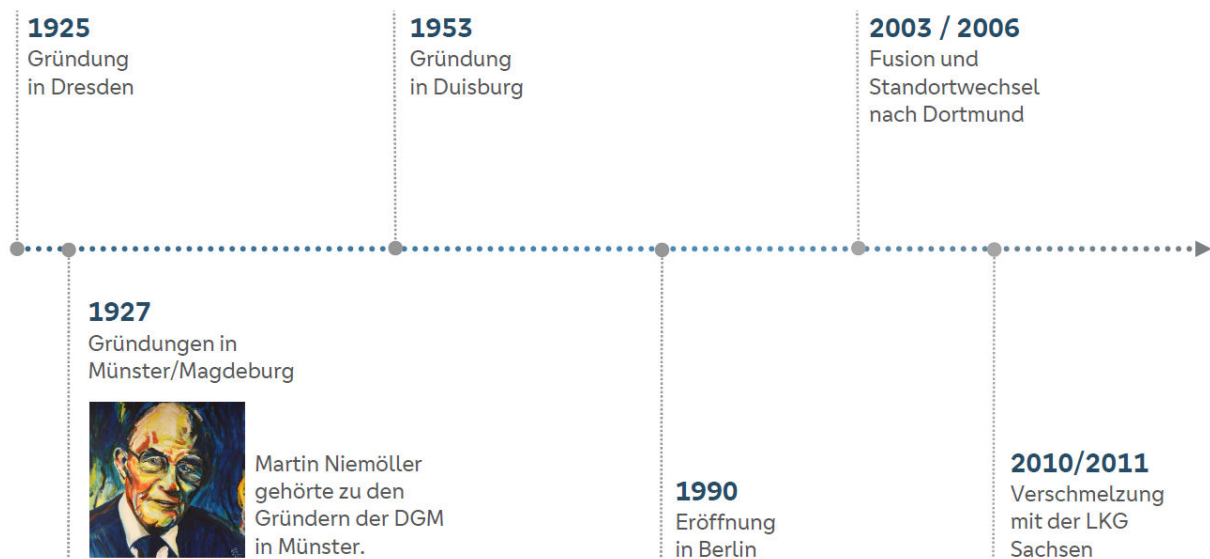 1925
Gründung
in Dresden
1953
Gründung
in Duisburg
2003 / 2006
Fusion und
Standortwechsel
nach Dortmund
1927
Gründungen in
Münster/Magdeburg
Martin Niemöller
gehörte zu den
Gründern der DGM
in Münster.
1990
Eröffnung
in Berlin
2010/2011
Verschmelzung
mit der LKG
Sachsen